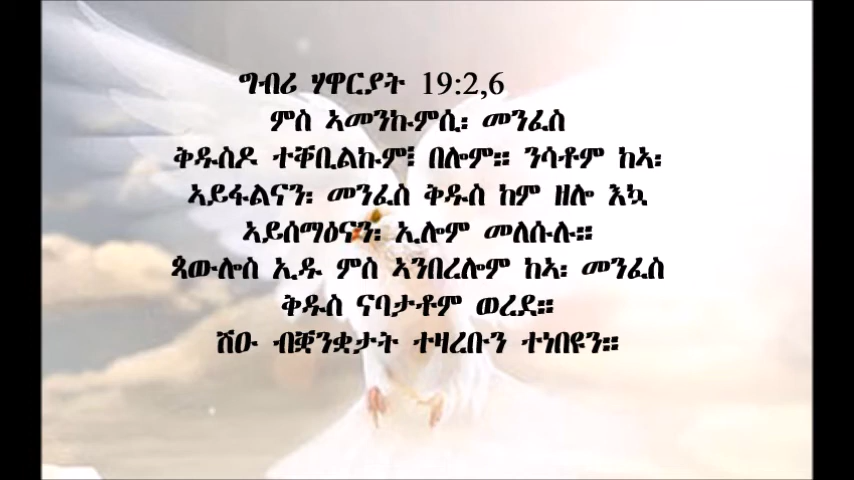 ግብሪ ሃዋርያት 19:2,6
ምስ ኣመንኩምሲ፡ መንፈስ
ቅዱስዶ ተቐቢልኩም፧ በሎም። ንሳቶም ከኣ፡
ኣይፋልናን፡ መንፈስ ቅዱስ ከም ዘሎ እኳ
ኣይሰማዕናን፡ ኢሎም መለሱሉ።
ጳውሎስ ኢዱ ምስ ኣንበረሎም ከኣ፡ መንፈስ
ቅዱስ ናባታቶም ወረደ።
ሽዑ ብቛንቋታት ተዛረቡን ተነበዩን።